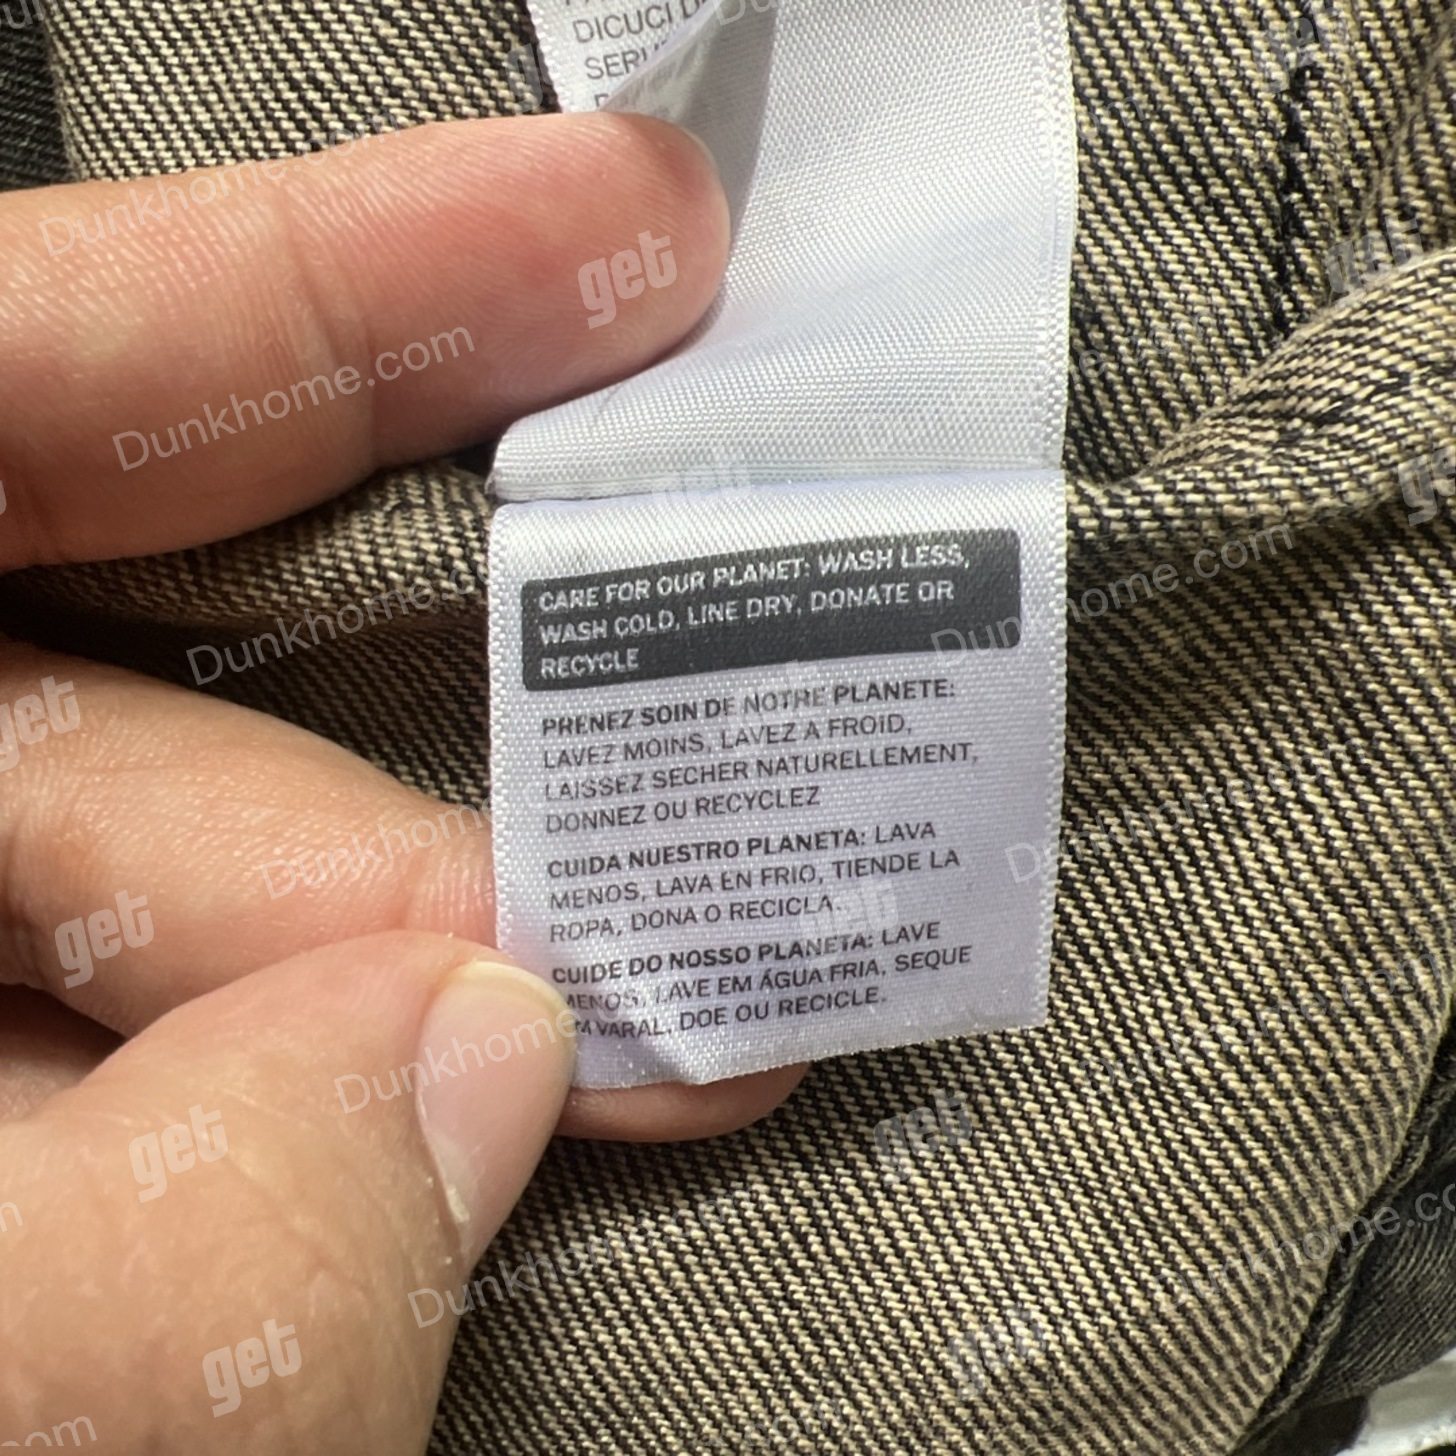 DICUCI
CARE FOR OUR PLANET: WASH LESS,
WASH COLD, LINE DRY, DONATE OR
RECYCLE
PRENEZ SOIN DE NOTRE PLANETE:
LAVEZ MOINS, LAVEZ A FROID,
LAISSEZ SECHER NATURELLEMENT,
DONNEZ OU RECYCLEZ
CUIDA NUESTRO PLANETA: LAVA
MENOS, LAVA EN FRIO, TIENDE LA
ROPA, DONA O RECICLA.
CUIDE DO NOSSO PLANETA: LAVE
MENOS, LAVE EM ÁGUA FRIA, SEQUE
VARAL, DOE OU RECICLE.
Dunkhome.com
get